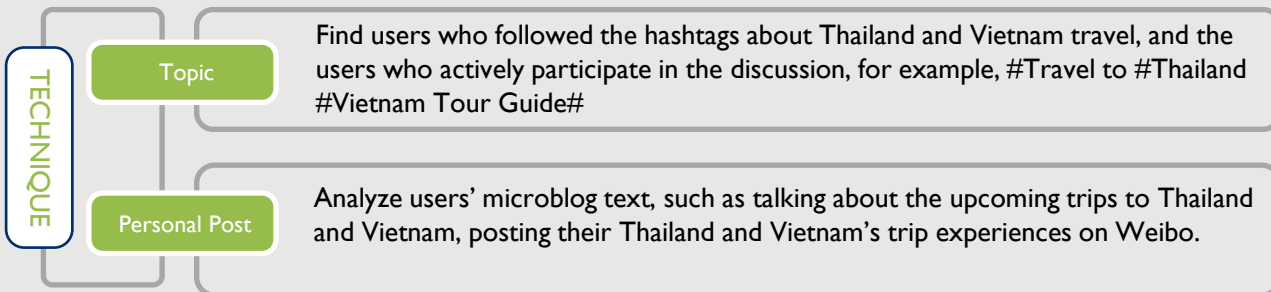 TECHNIQUE
Topic
Find users who followed the hashtags about Thailand and Vietnam travel, and the
users who actively participate in the discussion, for example, #Travel to #Thailand
#Vietnam Tour Guide#
Personal Post
Analyze users’ microblog text, such as talking about the upcoming trips to Thailand
and Vietnam, posting their Thailand and Vietnam’s trip experiences on Weibo.